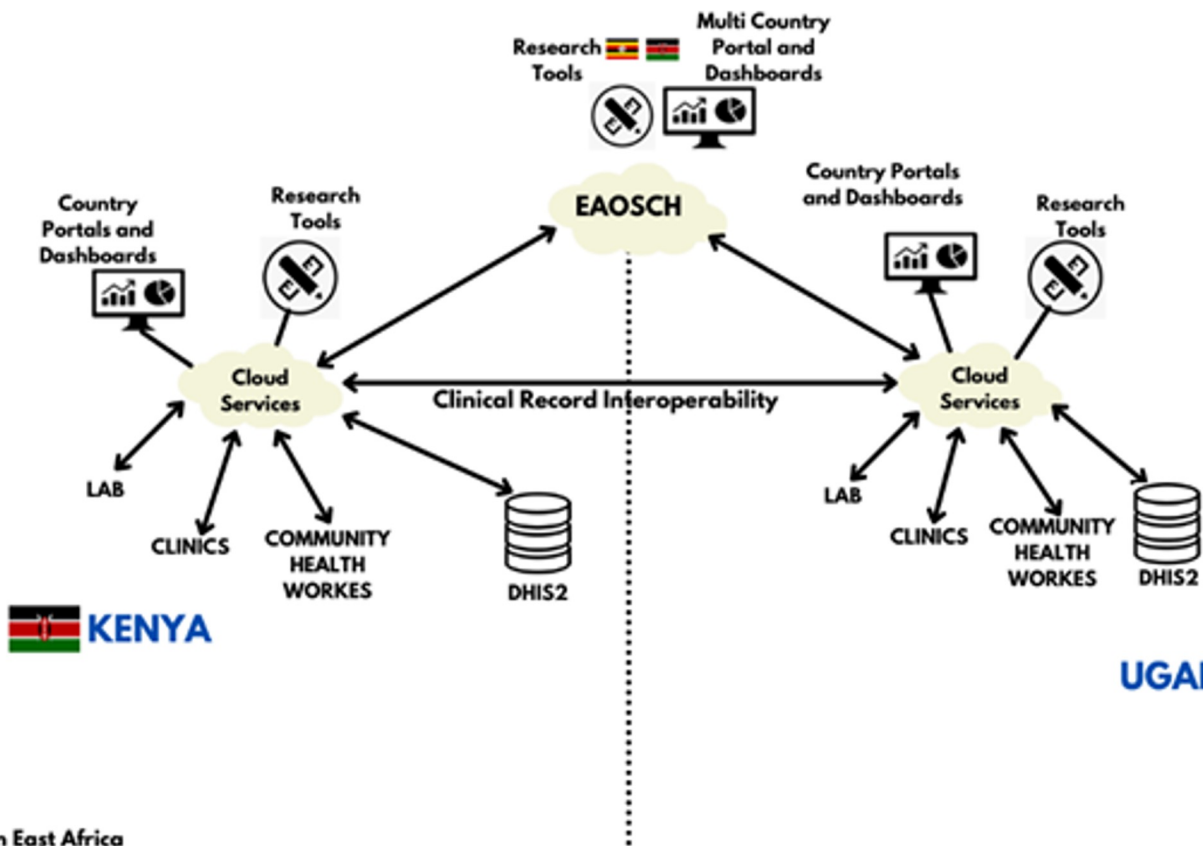 Research
Tools
Multi Country
Portal and
Dashboards
EAOSCH
Country
Portals and
Dashboards
Research
Tools
Country Portals
and Dashboards
Research
Tools
Cloud
Services
Clinical Record Interoperability
Cloud
Services
LAB
CLINICS
COMMUNITY
HEALTH
WORKES
DHIS2
LAB
CLINICS
COMMUNITY
HEALTH
WORKES
DHIS2
KENYA
East Africa